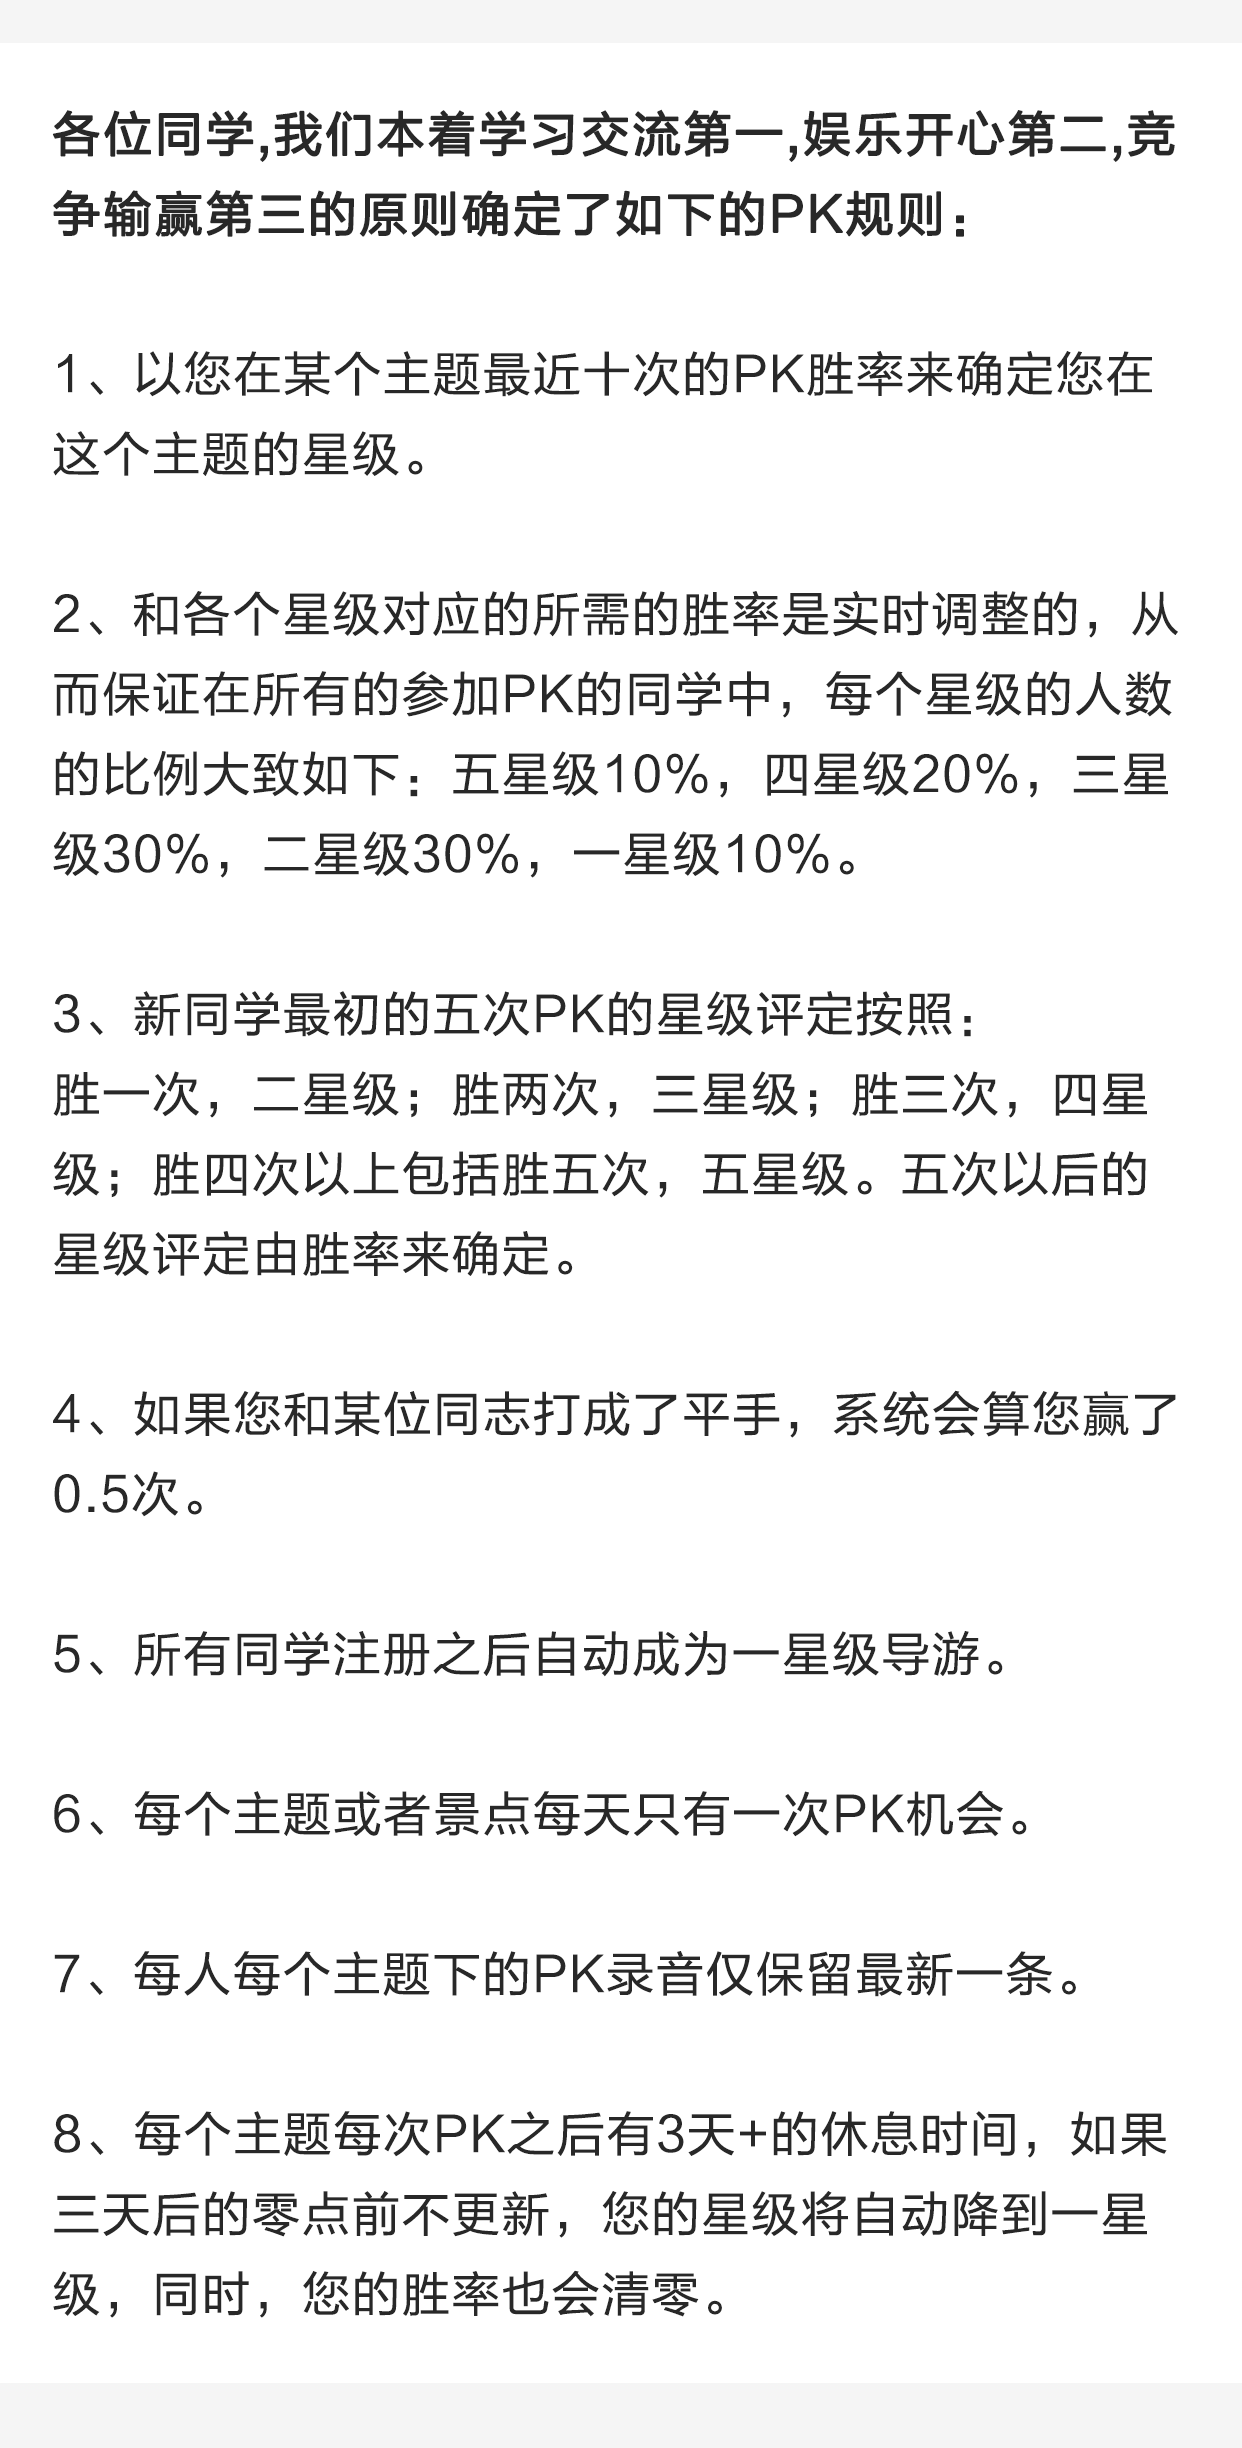 各位同学,我们本着学习交流第一,娱乐开心第二,竞
争输赢第三的原则确定了如下的PK规则：
1、以您在某个主题最近十次的PK胜率来确定您在
这个主题的星级。
2、和各个星级对应的所需的胜率是实时调整的，从
而保证在所有的参加PK的同学中，每个星级的人数
的比例大致如下：五星级10%，四星级20%，三星
级30%，二星级30%，一星级10%。
3、新同学最初的五次PK的星级评定按照：
胜一次，二星级；胜两次，三星级；胜三次，四星
级；胜四次以上包括胜五次，五星级。五次以后的
星级评定由胜率来确定。
4、如果您和某位同志打成了平手，系统会算您赢了
0.5次。
5、所有同学注册之后自动成为一星级导游。
6、每个主题或者景点每天只有一次PK机会。
7、每人每个主题下的PK录音仅保留最新一条。
8、每个主题每次PK之后有3天+的休息时间，如果
三天后的零点前不更新，您的星级将自动降到一星
级，同时，您的胜率也会清零。